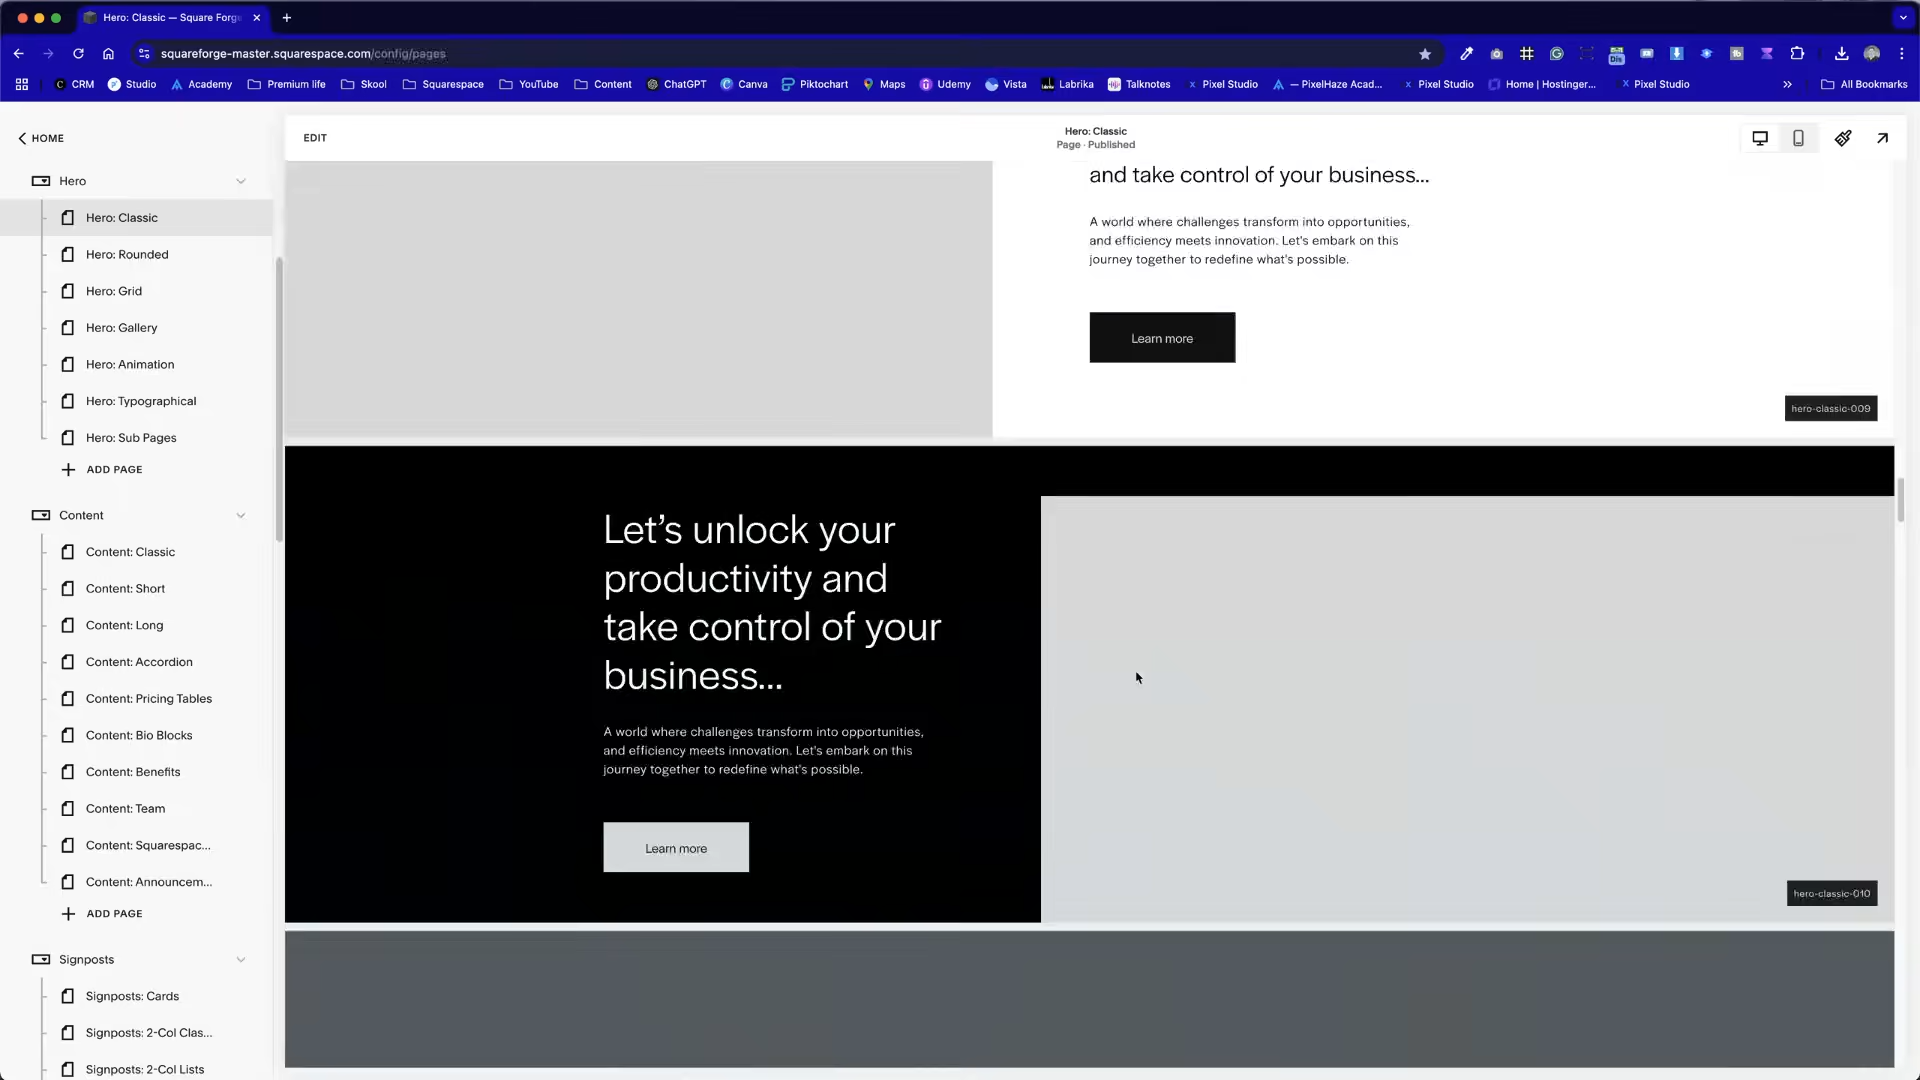 Hero: Classic — Square Forg
squareforge-master.squarespace.com/config/pages
CRM
Studio
Academy
Premium life
Skool
Squarespace
YouTube
Content
ChatGPT
Canva
Piktochart
Maps
Udemy
Vista
Labrika
Talknotes
Pixel Studio
— PixelHaze Acad...
Pixel Studio
Home | Hostinger...
Pixel Studio
All Bookmarks
HOME
EDIT
Hero: Classic
Page · Published
Hero
Hero: Classic
Hero: Rounded
Hero: Grid
Hero: Gallery
Hero: Animation
Hero: Typographical
Hero: Sub Pages
ADD PAGE
Content
Content: Classic
Content: Short
Content: Long
Content: Accordion
Content: Pricing Tables
Content: Bio Blocks
Content: Benefits
Content: Team
Content: Squarespac...
Content: Announcem...
ADD PAGE
Signposts
Signposts: Cards
Signposts: 2-Col Clas...
Signposts: 2-Col Lists
and take control of your business...
A world where challenges transform into opportunities,
and efficiency meets innovation. Let's embark on this
journey together to redefine what's possible.
Learn more
hero-classic-009
Let’s unlock your
productivity and
take control of your
business...
A world where challenges transform into opportunities,
and efficiency meets innovation. Let's embark on this
journey together to redefine what's possible.
Learn more
hero-classic-010